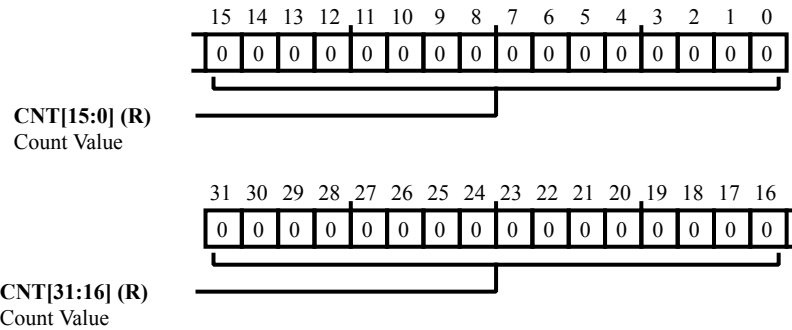 15 14 13 12 11 10 9 8 7 6 5 4 3 2 1 0
0 0 0 0 0 0 0 0 0 0 0 0 0 0 0 0
CNT[15:0] (R)
Count Value
31 30 29 28 27 26 25 24 23 22 21 20 19 18 17 16
0 0 0 0 0 0 0 0 0 0 0 0 0 0 0 0
CNT[31:16] (R)
Count Value